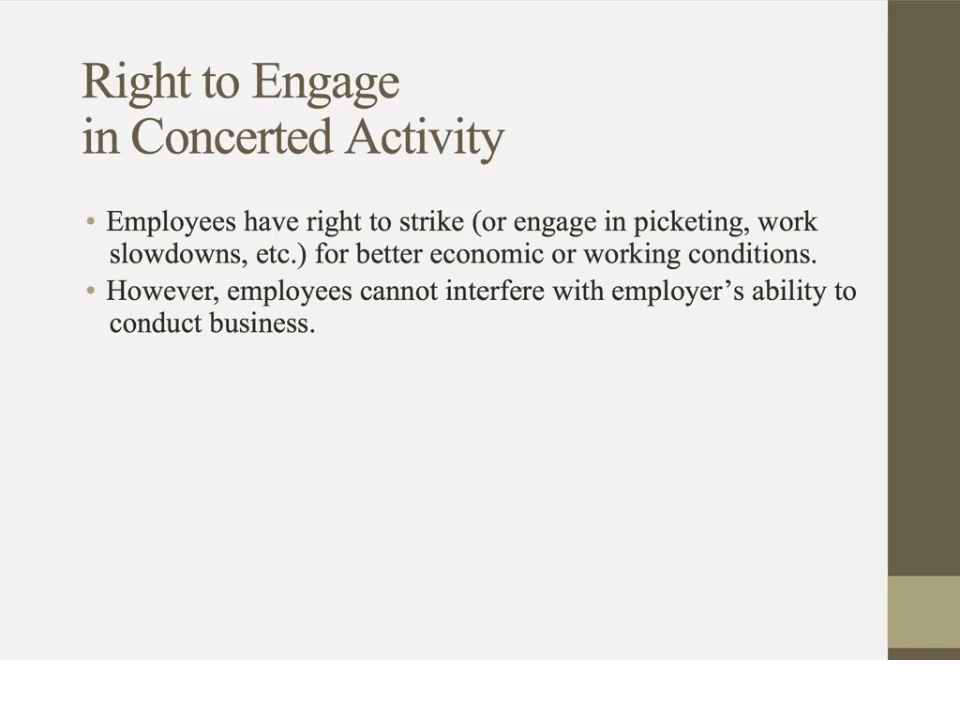 Right to Engage
in Concerted Activity
• Employees have right to strike (or engage in picketing, work
slowdowns, etc.) for better economic or working conditions.
• However, employees cannot interfere with employer’s ability to
conduct business.